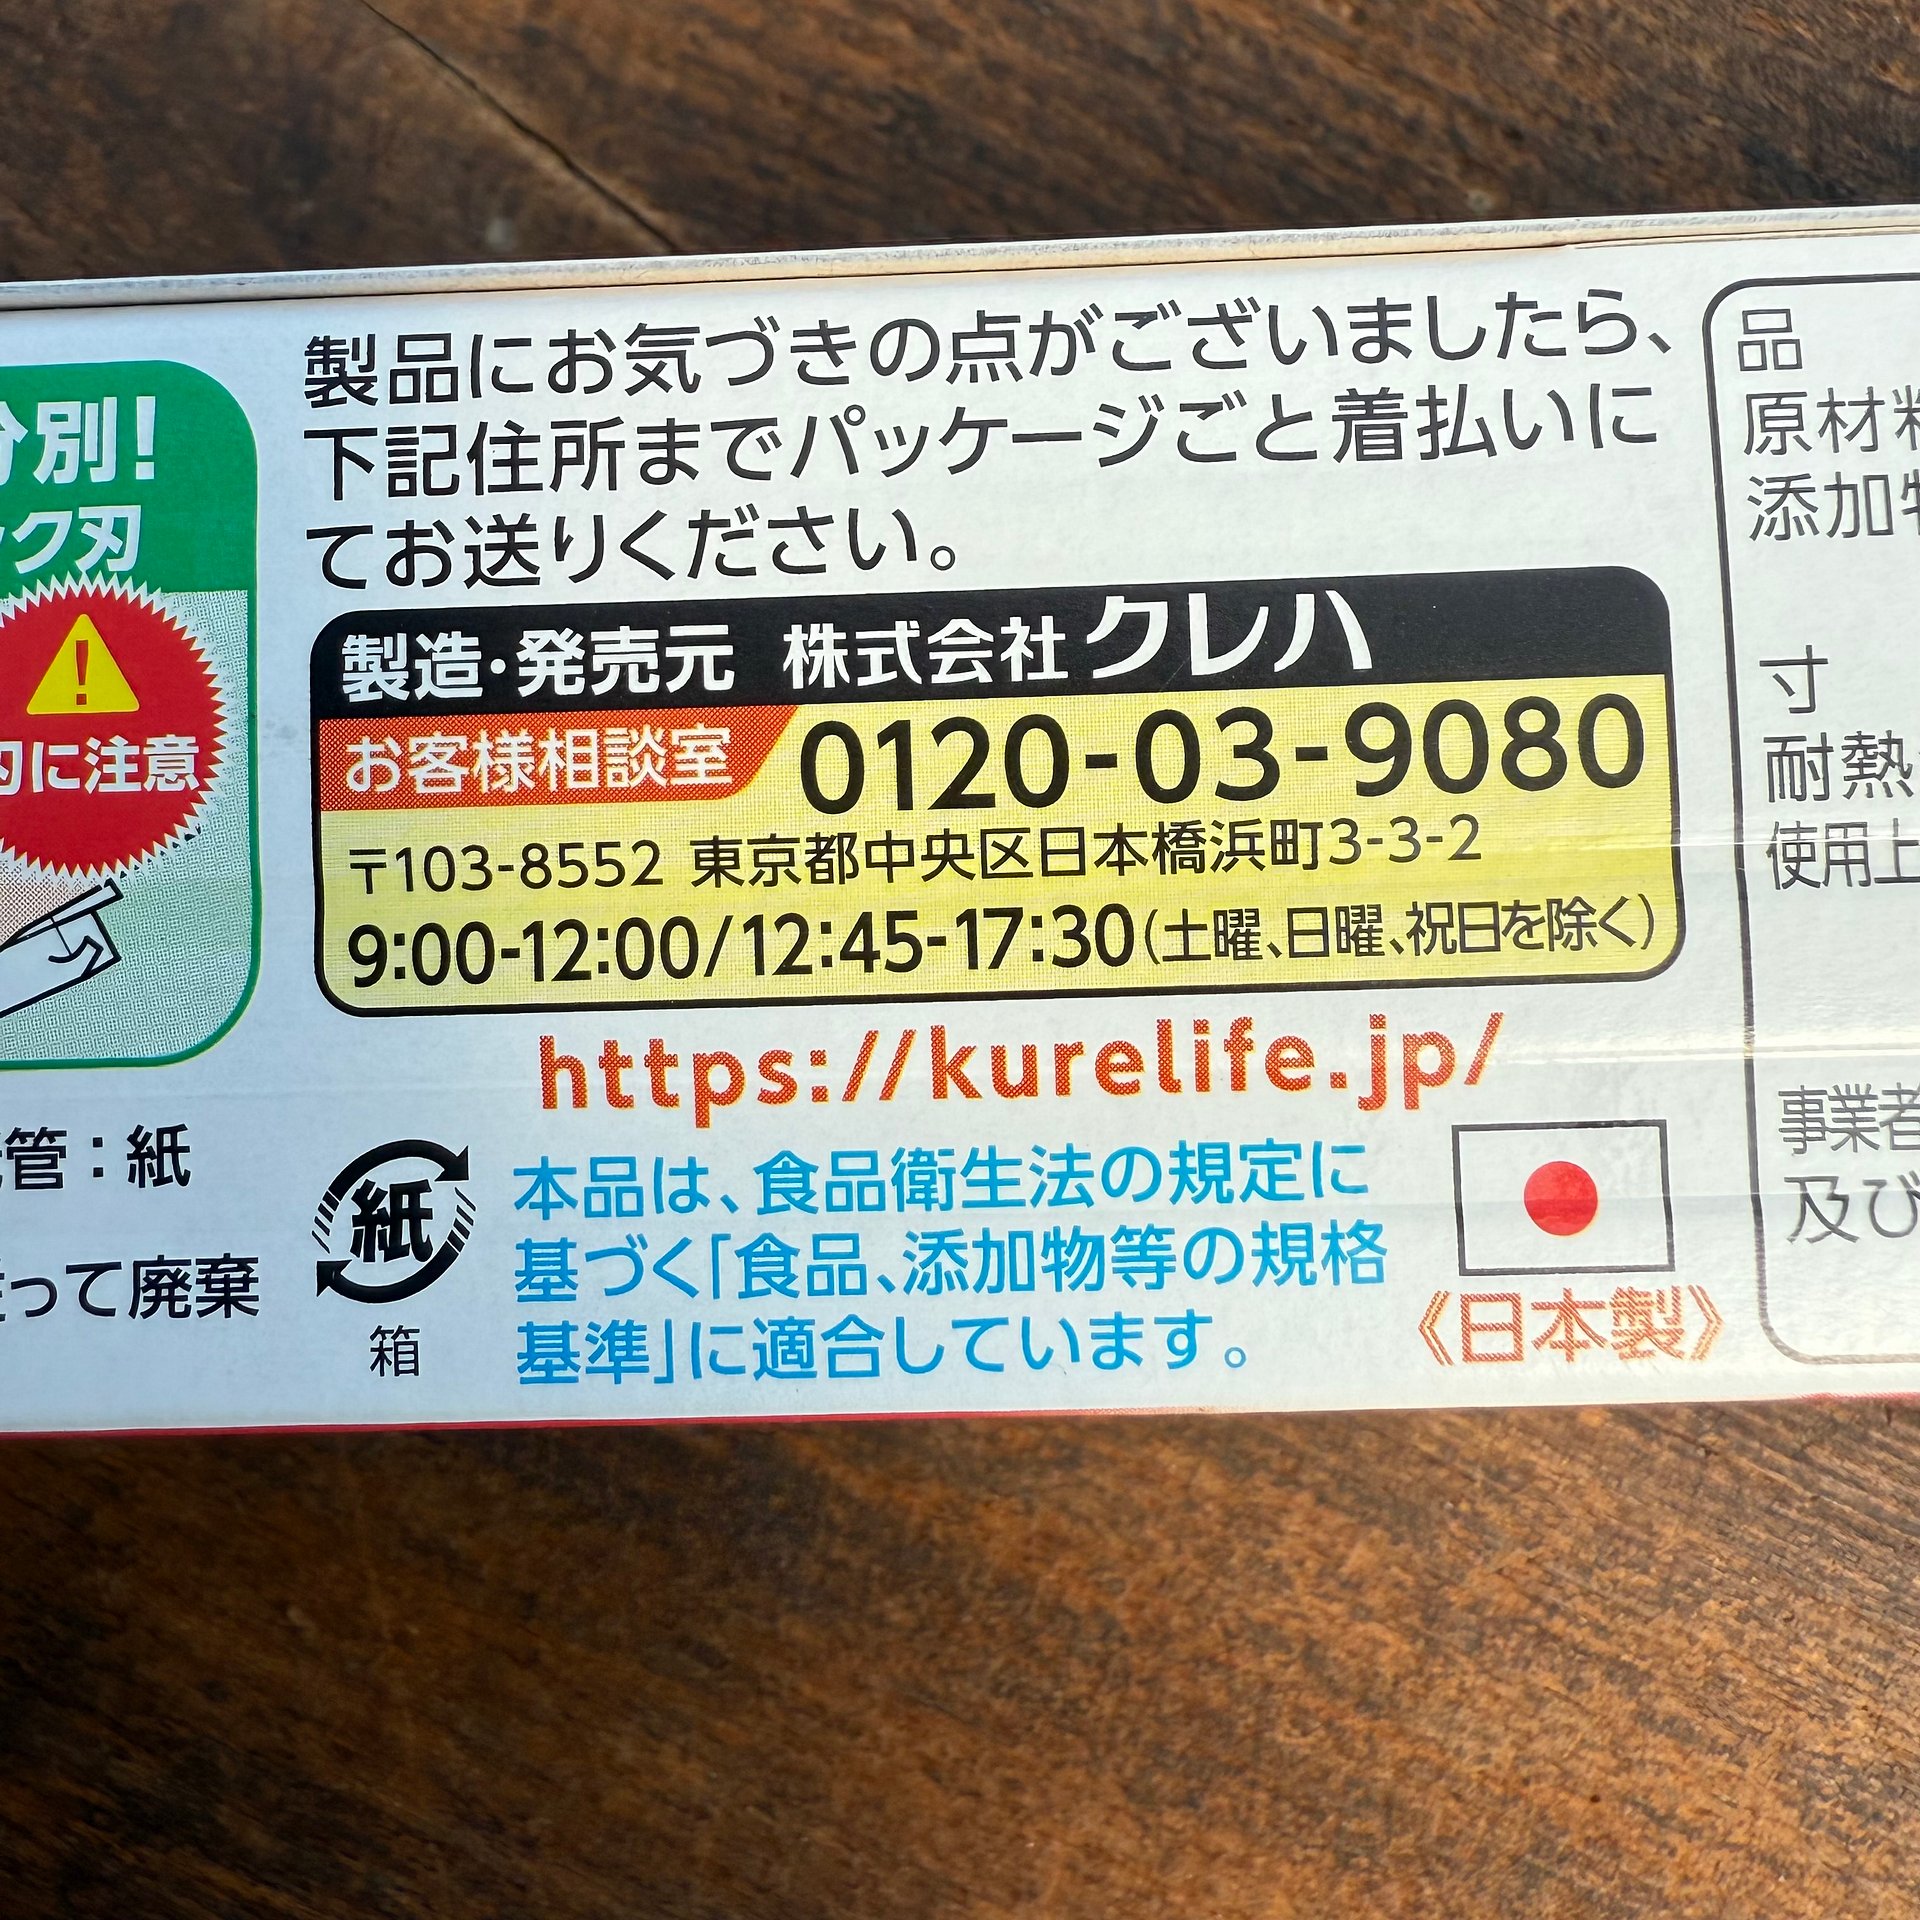 分別!
ック刃
刃に注意
管:紙
って廃棄
製品にお気づきの点がございましたら、
下記住所までパッケージごと着払いに
てお送りください。
製造・発売元 株式会社クレハ
お客様相談室 0120-03-9080
〒103-8552 東京都中央区日本橋浜町3-3-2
9:00-12:00/12:45-17:30(土曜、日曜、祝日を除く)
https://kurelife.jp/
紙
箱
本品は、食品衛生法の規定に
基づく「食品、添加物等の規格
基準」に適合しています。
《日本製》
品
原材料
添加物
寸
耐熱
使用上
事業者
及び